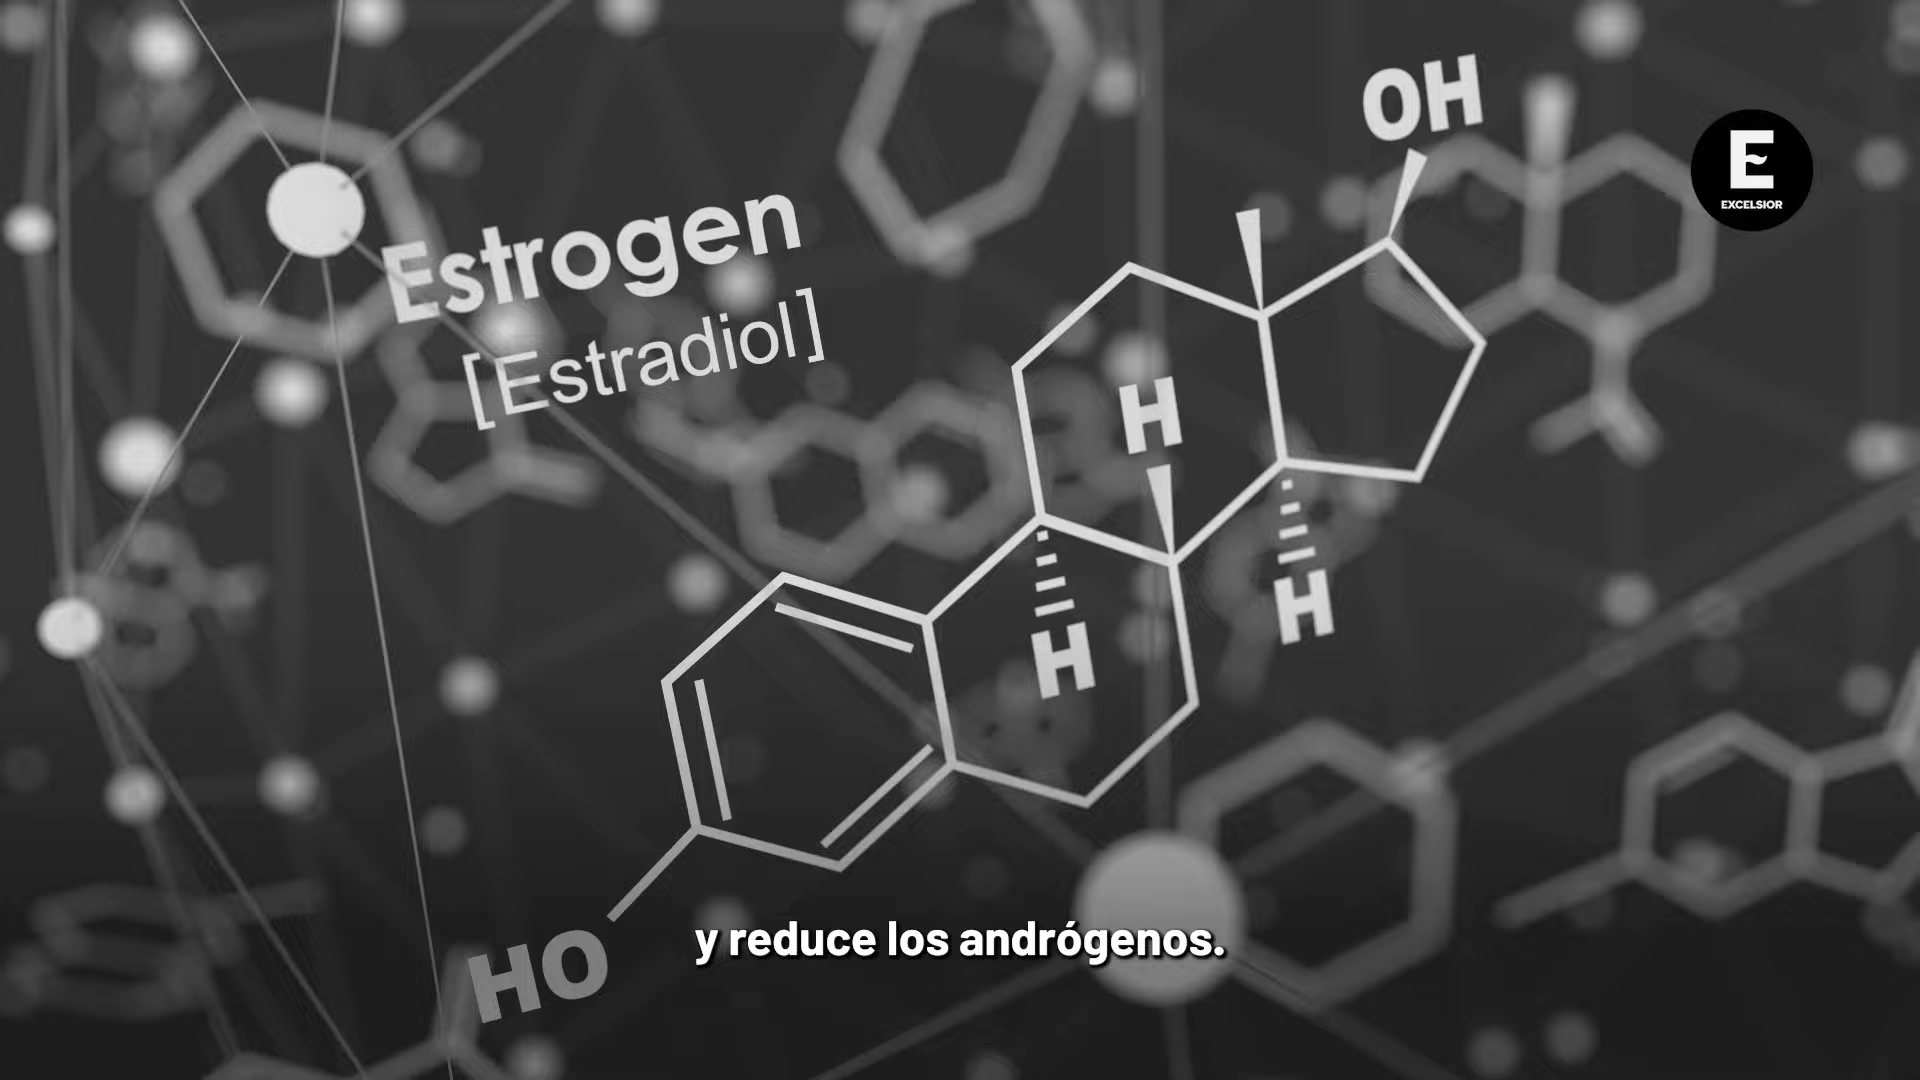 OH
E
EXCELSIOR
Estrogen
[Estradiol]
H
H
H
HO
y reduce los andrógenos.